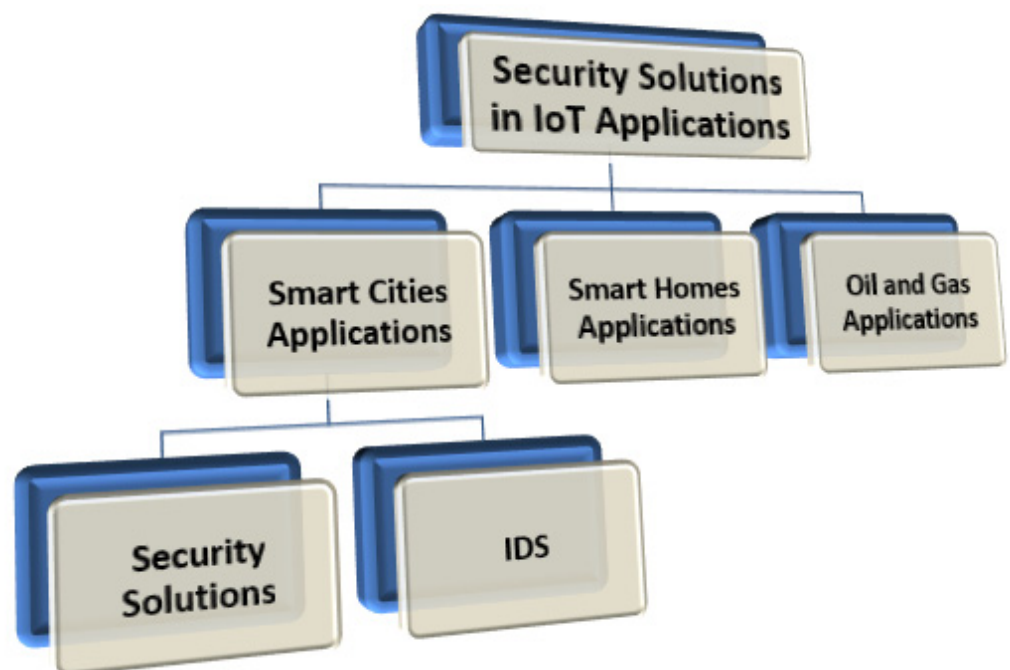 Security Solutions
in IoT Applications
Smart Cities
Applications
Smart Homes
Applications
Oil and Gas
Applications
Security
Solutions
IDS